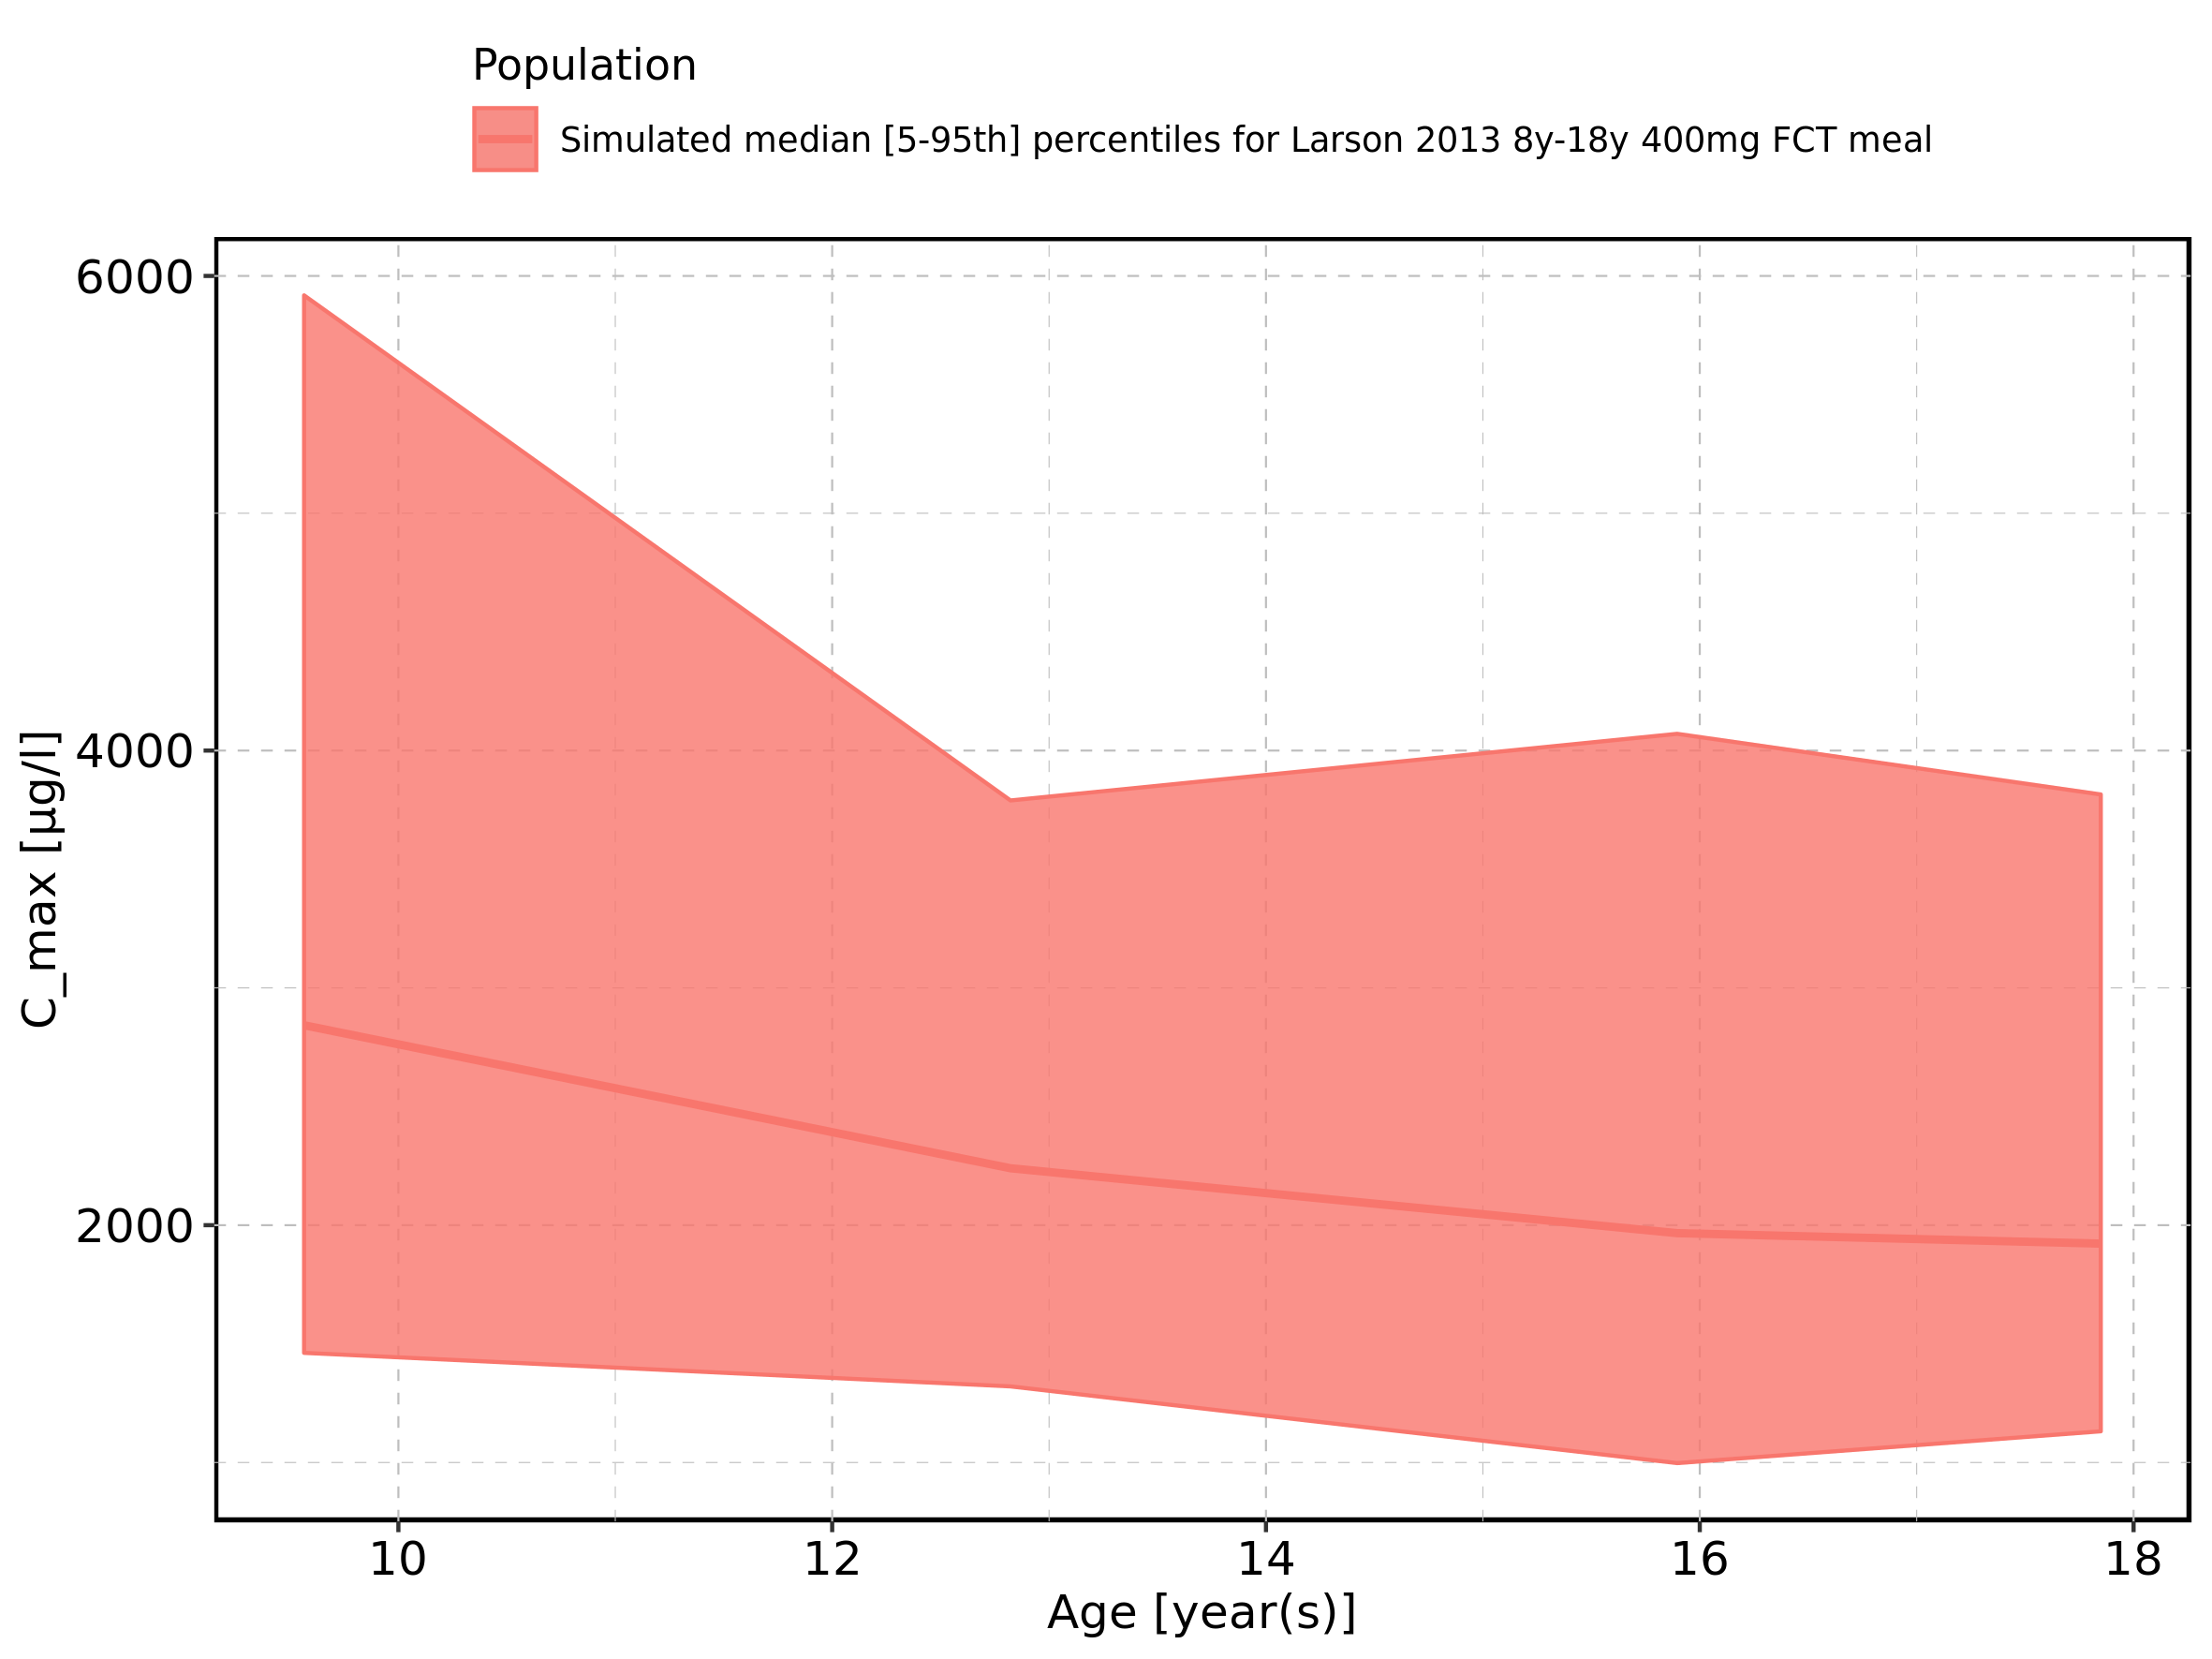 Population
Simulated median [5-95th] percentiles for Larson 2013 8y-18y 400mg FCT meal
C_max [µg/l]
6000
4000
2000
10 12 14 16 18
Age [year(s)]